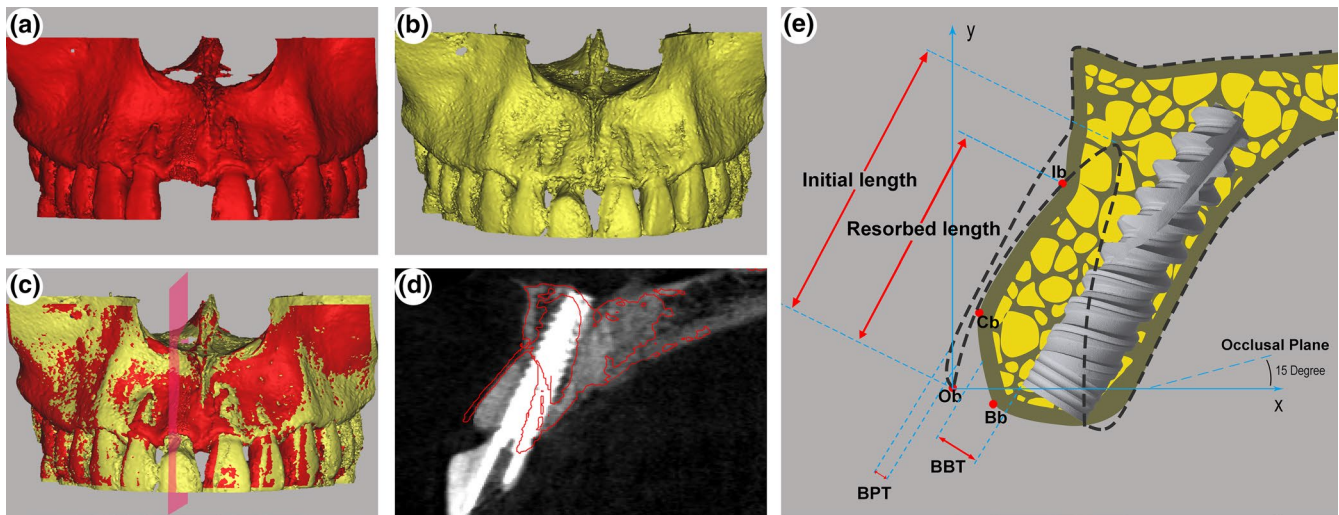 (a)
(b)
(c)
(d)
(e)
y
Initial length
Ib
Resorbed length
Cb
Occlusal Plane
15 Degree
Ob
x
Bb
BBT
BPT